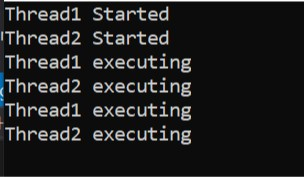 Thread1 Started
Thread2 Started
Thread1 executing
Thread2 executing
Thread1 executing
Thread2 executing